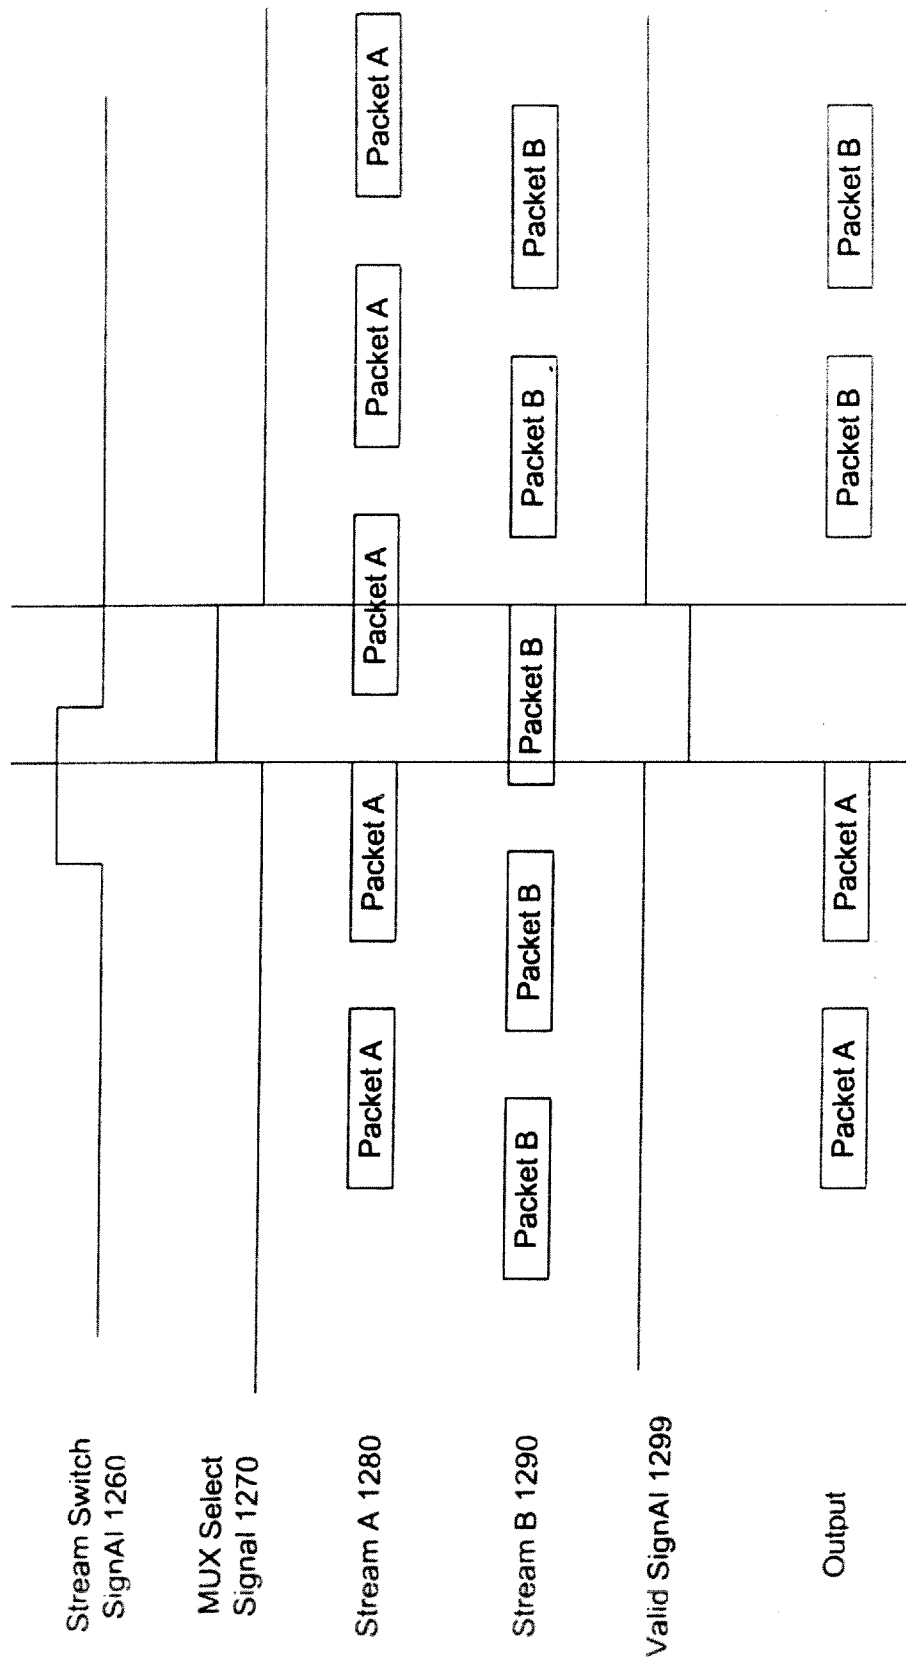 Stream Switch
SignAl 1260
MUX Select
Signal 1270
Stream A 1280
Packet A
Packet A
Packet A
Packet A
Packet A
Stream B 1290
Packet B
Packet B
Packet B
Packet B
Packet B
Valid SignAl 1299
Output
Packet A
Packet A
Packet B
Packet B